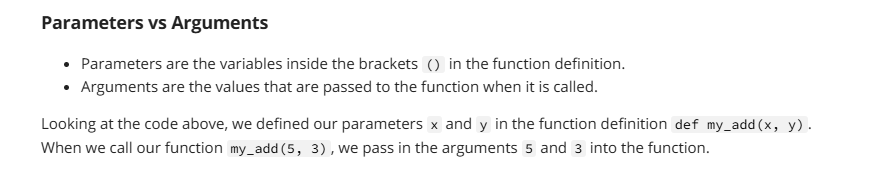 Parameters vs Arguments
• Parameters are the variables inside the brackets () in the function definition.
• Arguments are the values that are passed to the function when it is called.
Looking at the code above, we defined our parameters x and y in the function definition def my_add(x, y).
When we call our function my_add(5, 3), we pass in the arguments 5 and 3 into the function.